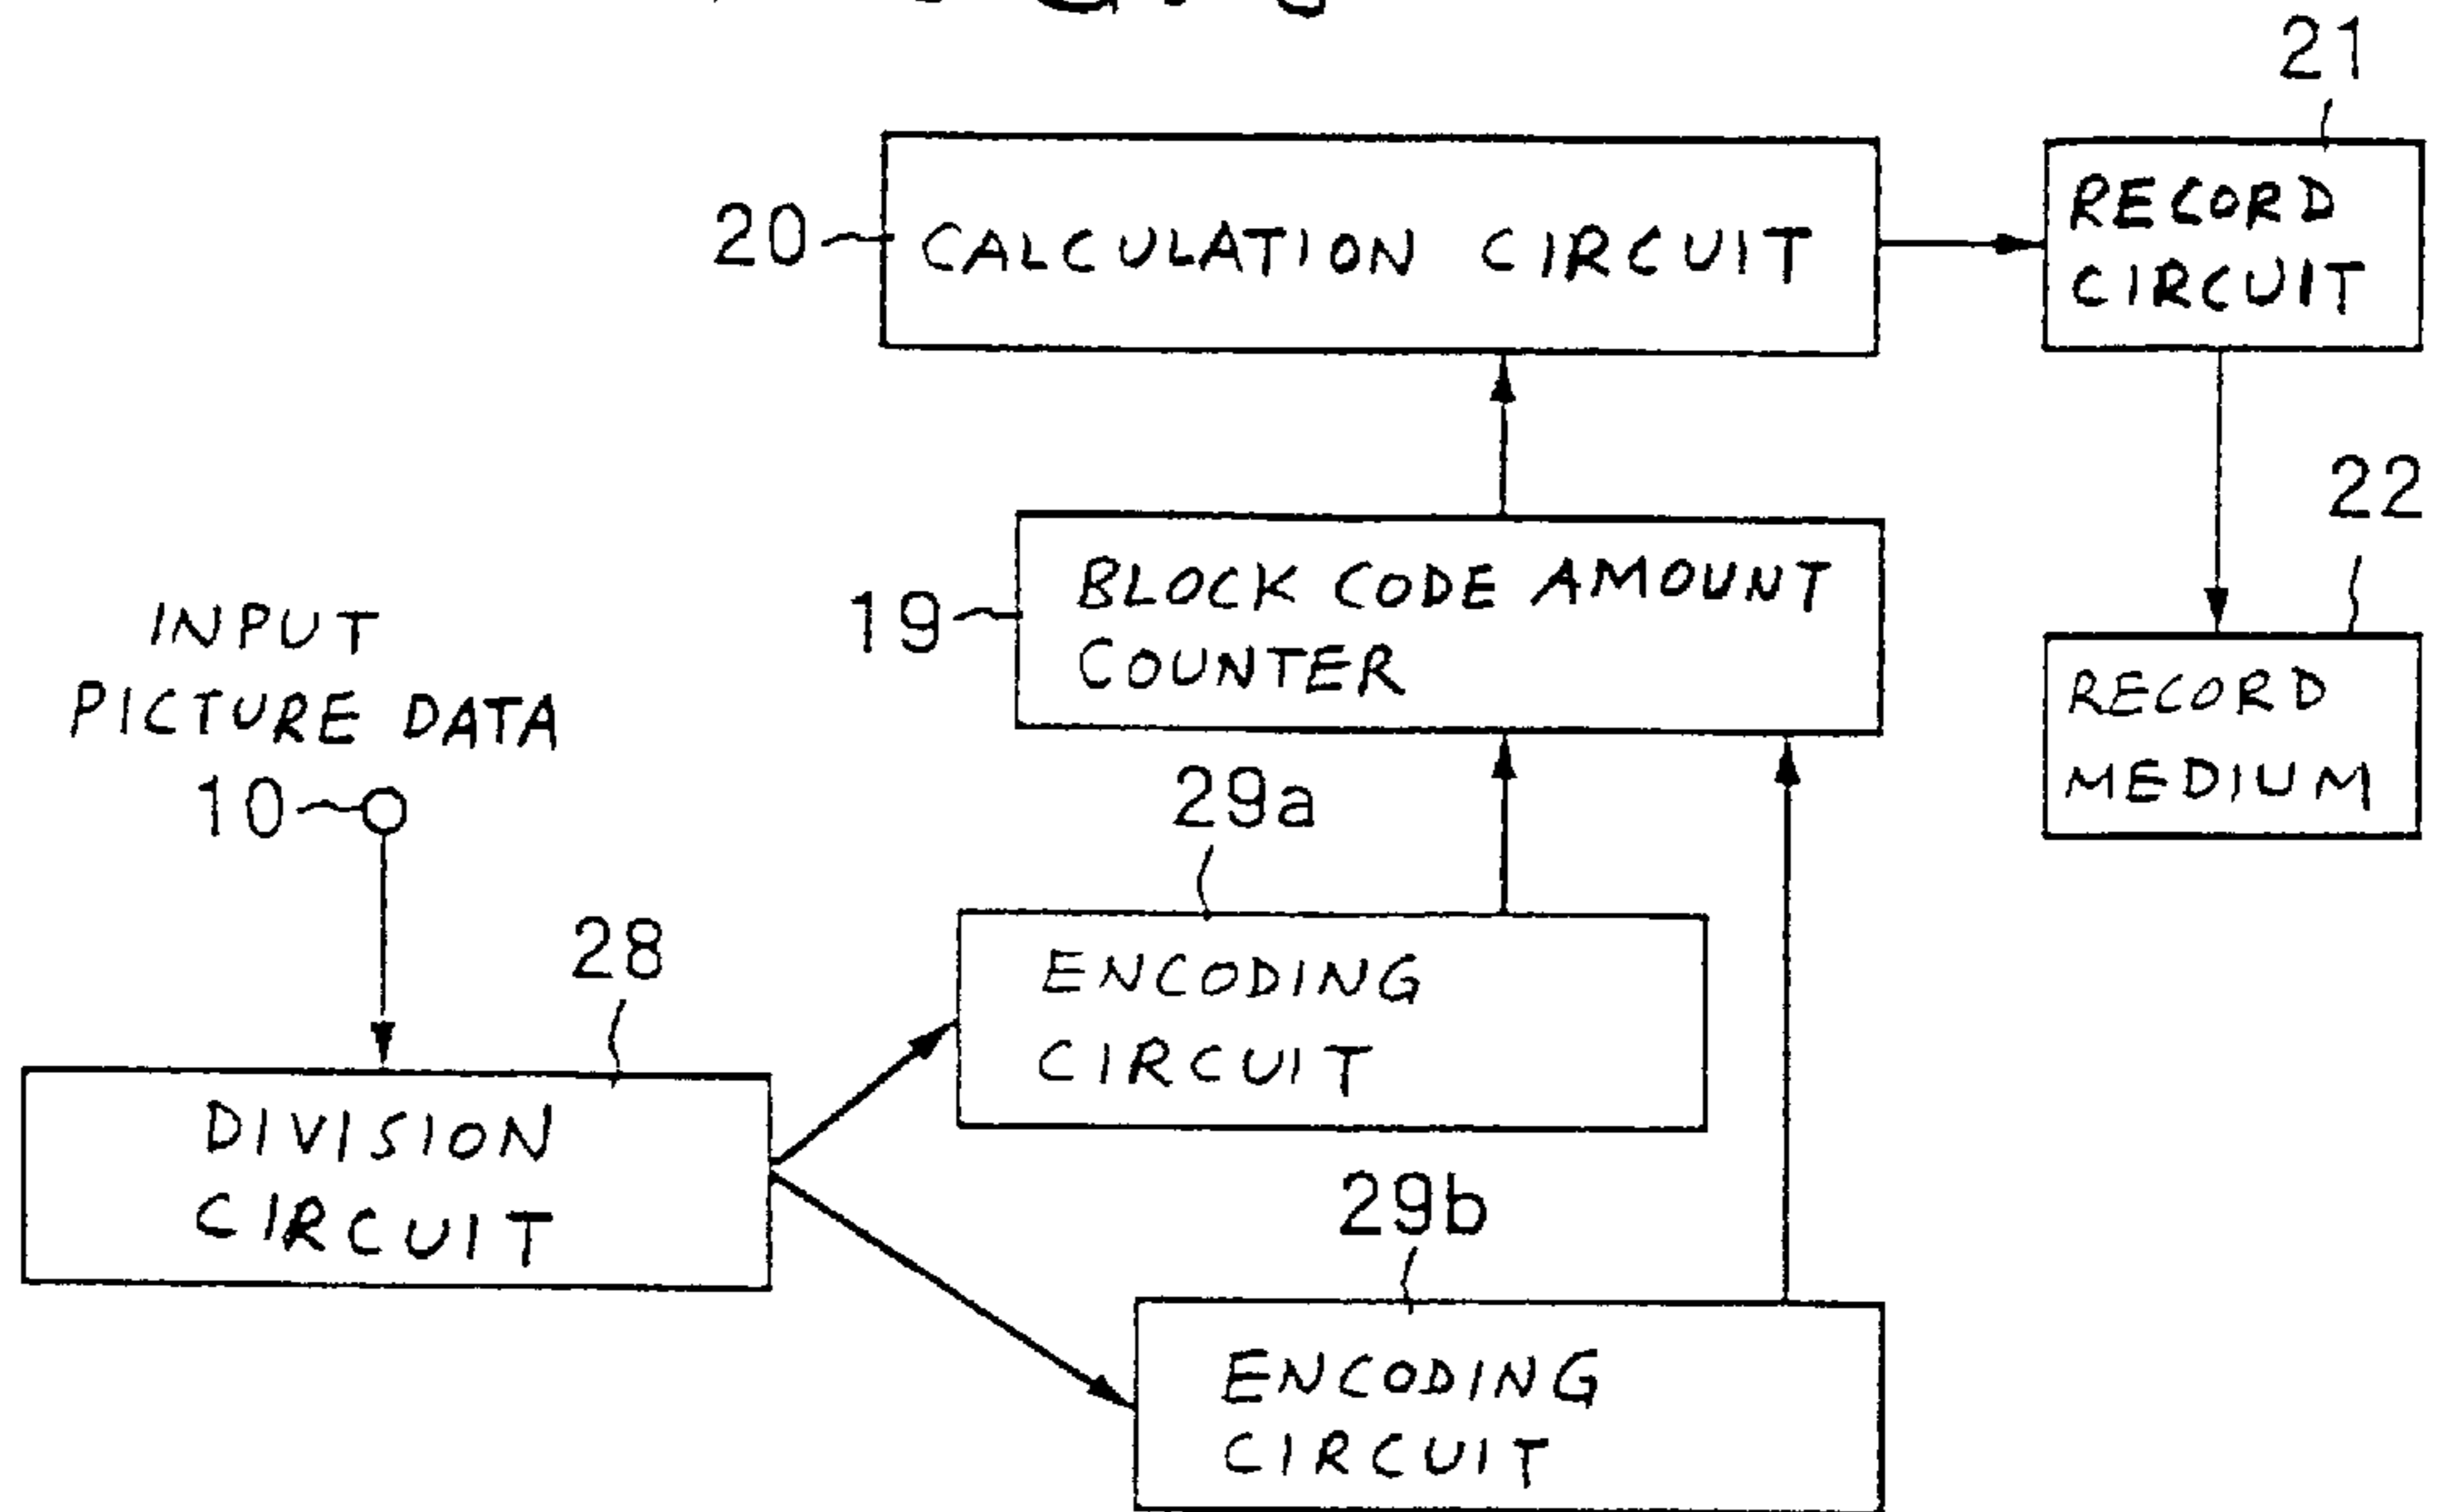 21
20
CALCULATION CIRCUIT
RECORD
CIRCUIT
22
19
BLOCK CODE AMOUNT
COUNTER
RECORD
MEDIUM
INPUT
PICTURE DATA
10
29a
28
ENCODING
CIRCUIT
DIVISION
CIRCUIT
29b
ENCODING
CIRCUIT